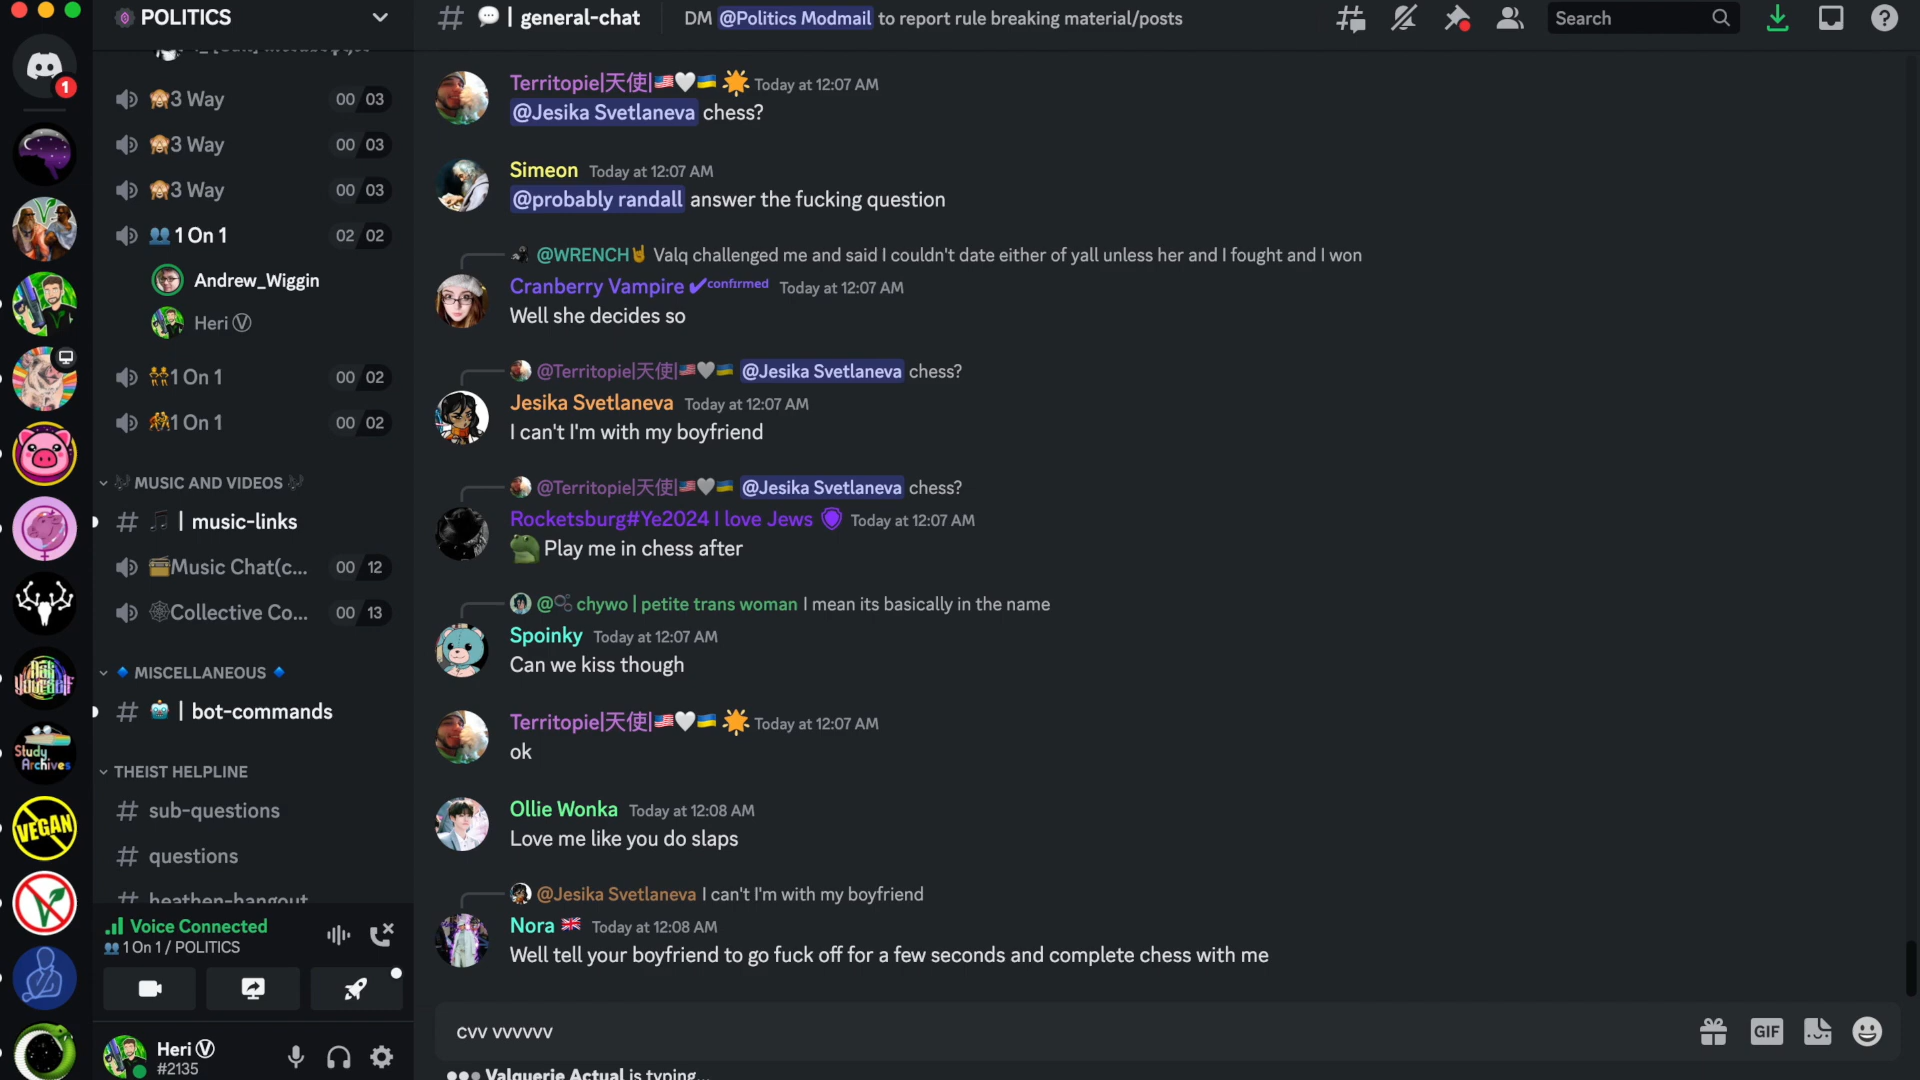 POLITICS
| general-chat
DM @Politics Modmail to report rule breaking material/posts
Search
1
3 Way 00 03
3 Way 00 03
3 Way 00 03
1 On 1 02 02
Andrew_Wiggin
Heri Ⓥ
1 On 1 00 02
1 On 1 00 02
MUSIC AND VIDEOS
| music-links
Music Chat(c... 00 12
Collective Co... 00 13
MISCELLANEOUS
| bot-commands
THEIST HELPLINE
sub-questions
questions
heathen-hangout
Voice Connected
1 On 1 / POLITICS
Heri Ⓥ
#2135
ASK YOURSELF
Study Archives
VEGAN
Territopie|天使| Today at 12:07 AM
@Jesika Svetlaneva chess?
Simeon Today at 12:07 AM
@probably randall answer the fucking question
@WRENCH Valq challenged me and said I couldn't date either of yall unless her and I fought and I won
Cranberry Vampire ✔confirmed Today at 12:07 AM
Well she decides so
@Territopie|天使| @Jesika Svetlaneva chess?
Jesika Svetlaneva Today at 12:07 AM
I can't I'm with my boyfriend
@Territopie|天使| @Jesika Svetlaneva chess?
Rocketsburg#Ye2024 I love Jews Today at 12:07 AM
Play me in chess after
@ chywo | petite trans woman I mean its basically in the name
Spoinky Today at 12:07 AM
Can we kiss though
Territopie|天使| Today at 12:07 AM
ok
Ollie Wonka Today at 12:08 AM
Love me like you do slaps
@Jesika Svetlaneva I can't I'm with my boyfriend
Nora Today at 12:08 AM
Well tell your boyfriend to go fuck off for a few seconds and complete chess with me
cvv vvvvvv
GIF
Valquerie Actual is typing...